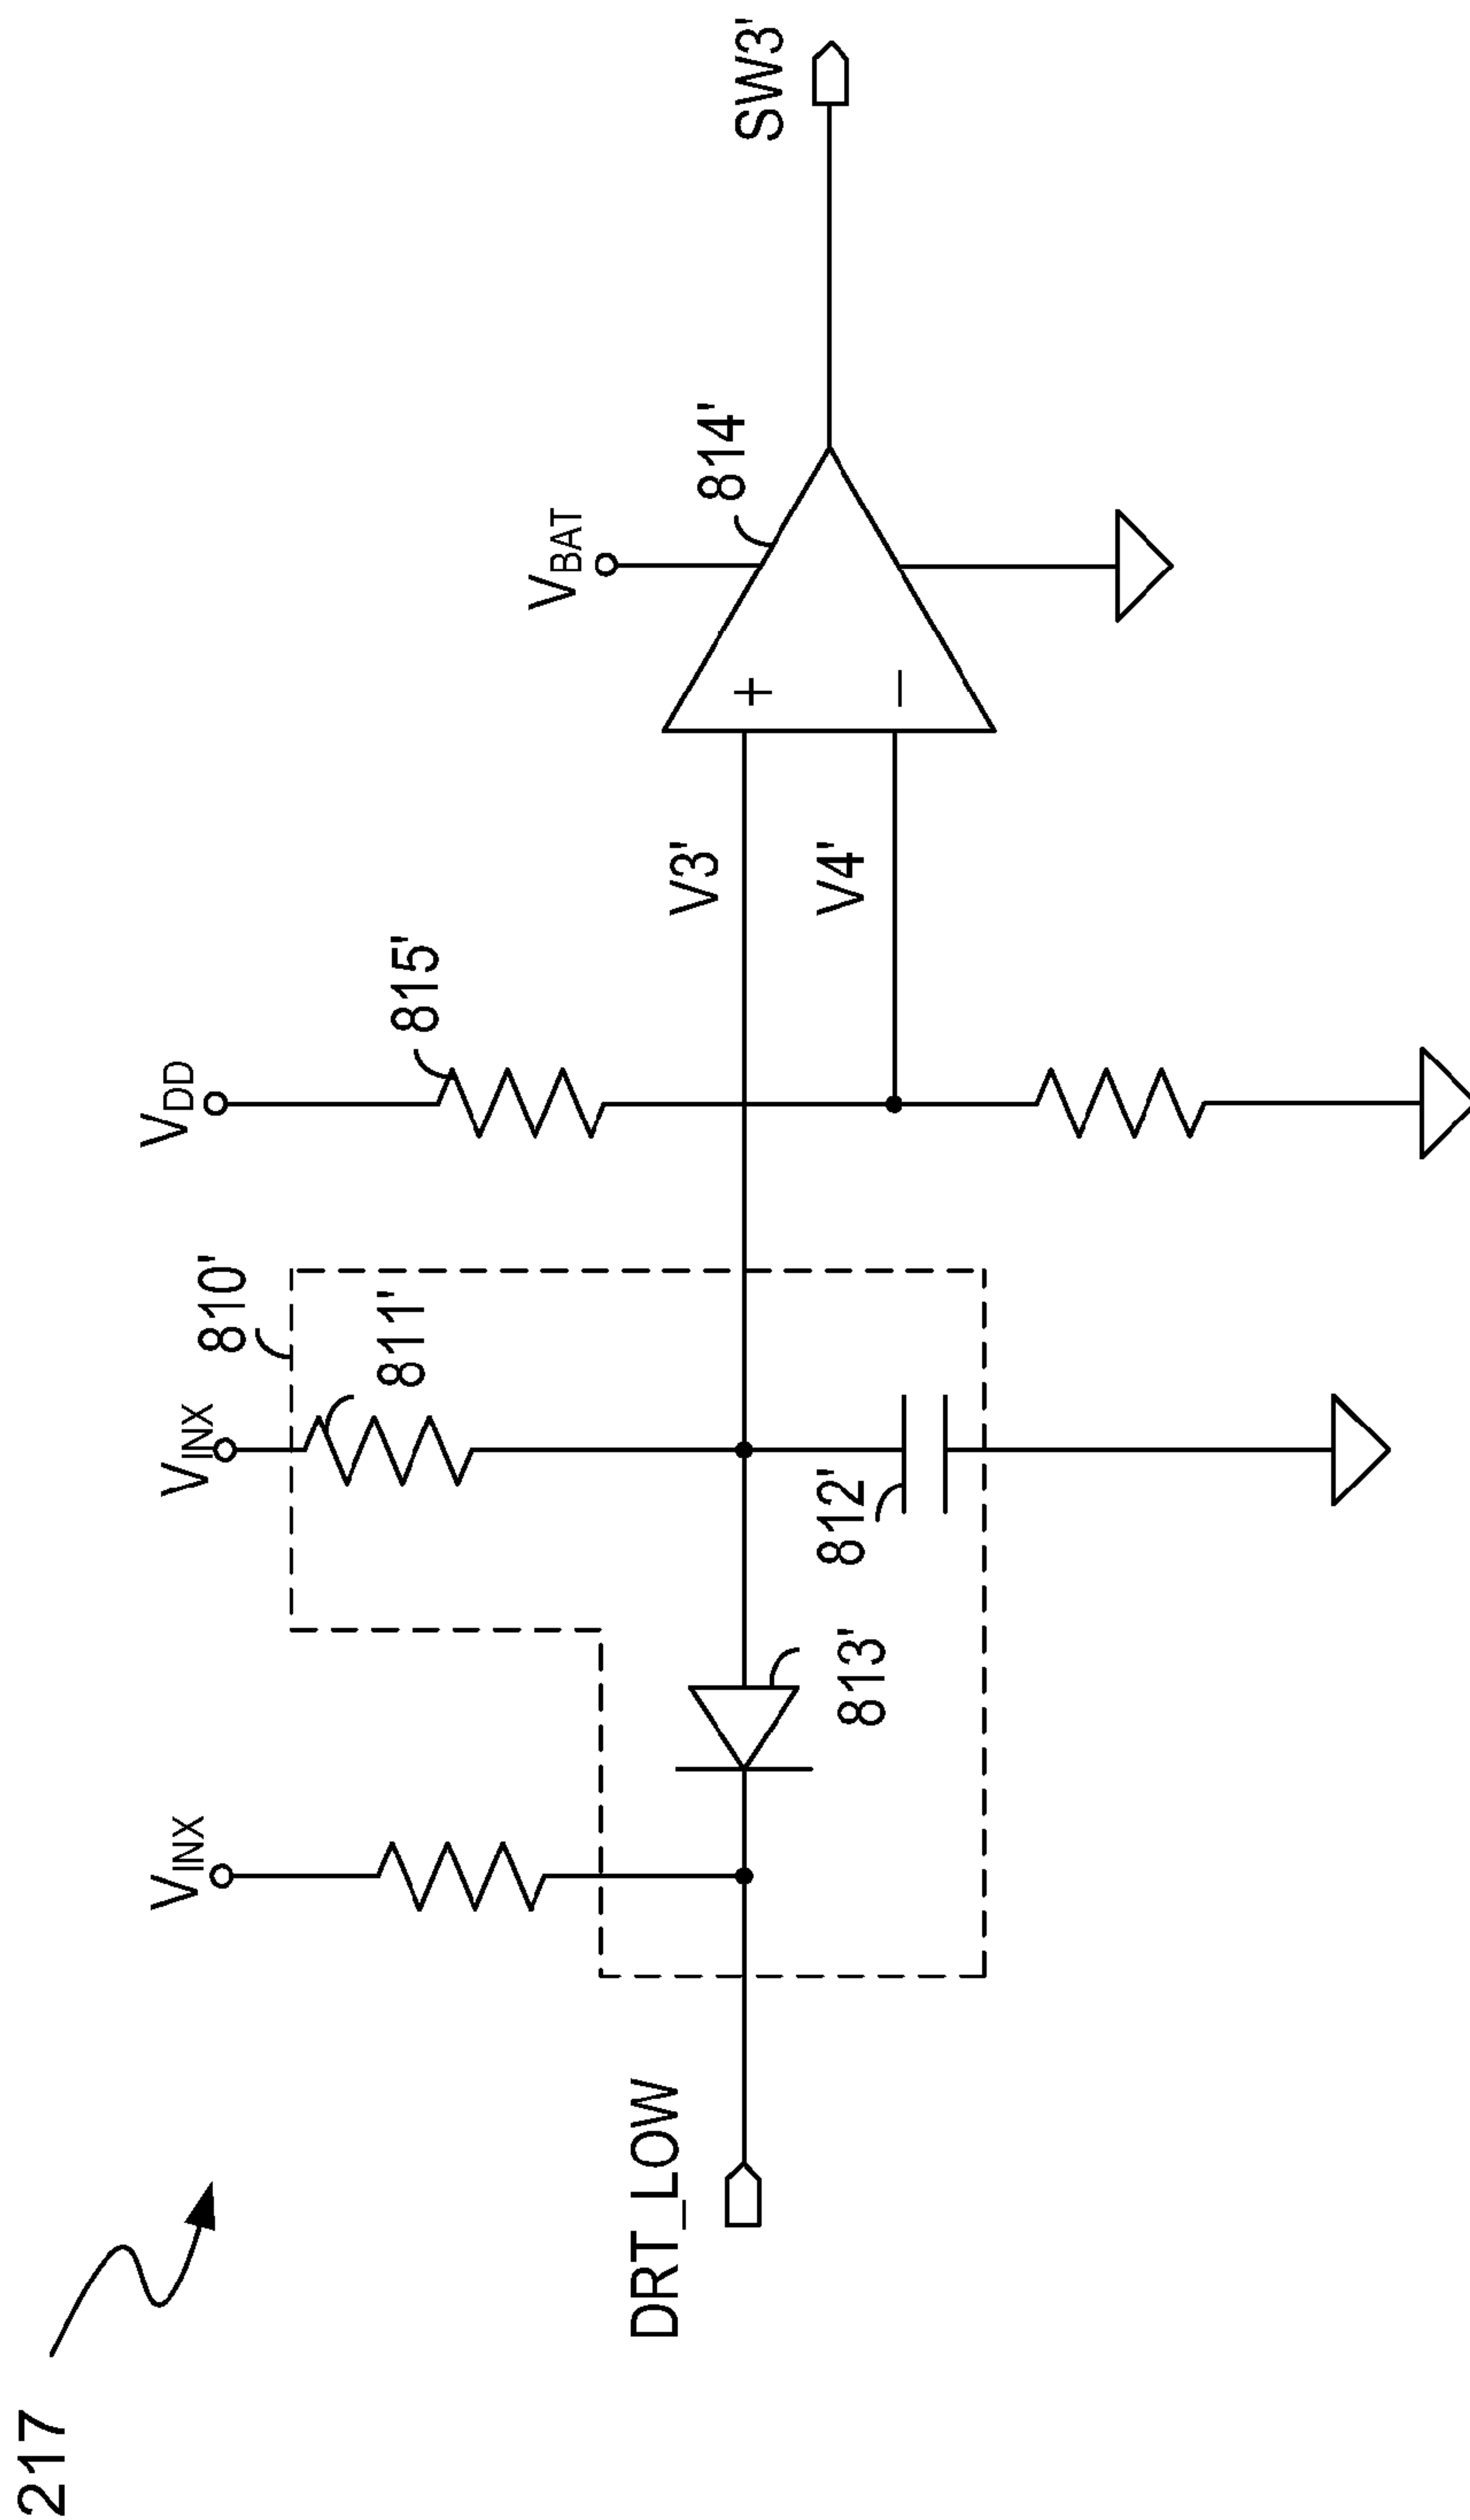 217
DRT_LOW
VINX
VINX
810'
811'
812'
813'
VDD
815'
V3'
V4'
VBAT
814'
+
–
SW3'